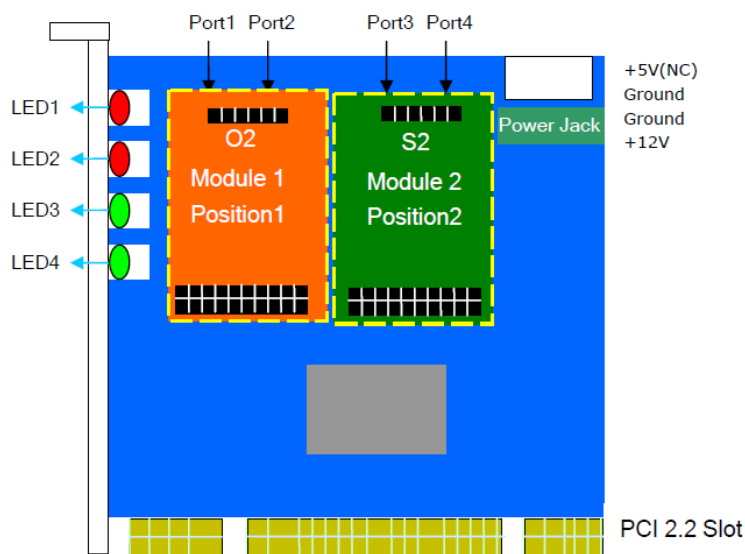 Port1 Port2
Port3 Port4
+5V(NC)
Ground
Ground
+12V
Power Jack
LED1
LED2
LED3
LED4
O2
Module 1
Position1
S2
Module 2
Position2
PCI 2.2 Slot